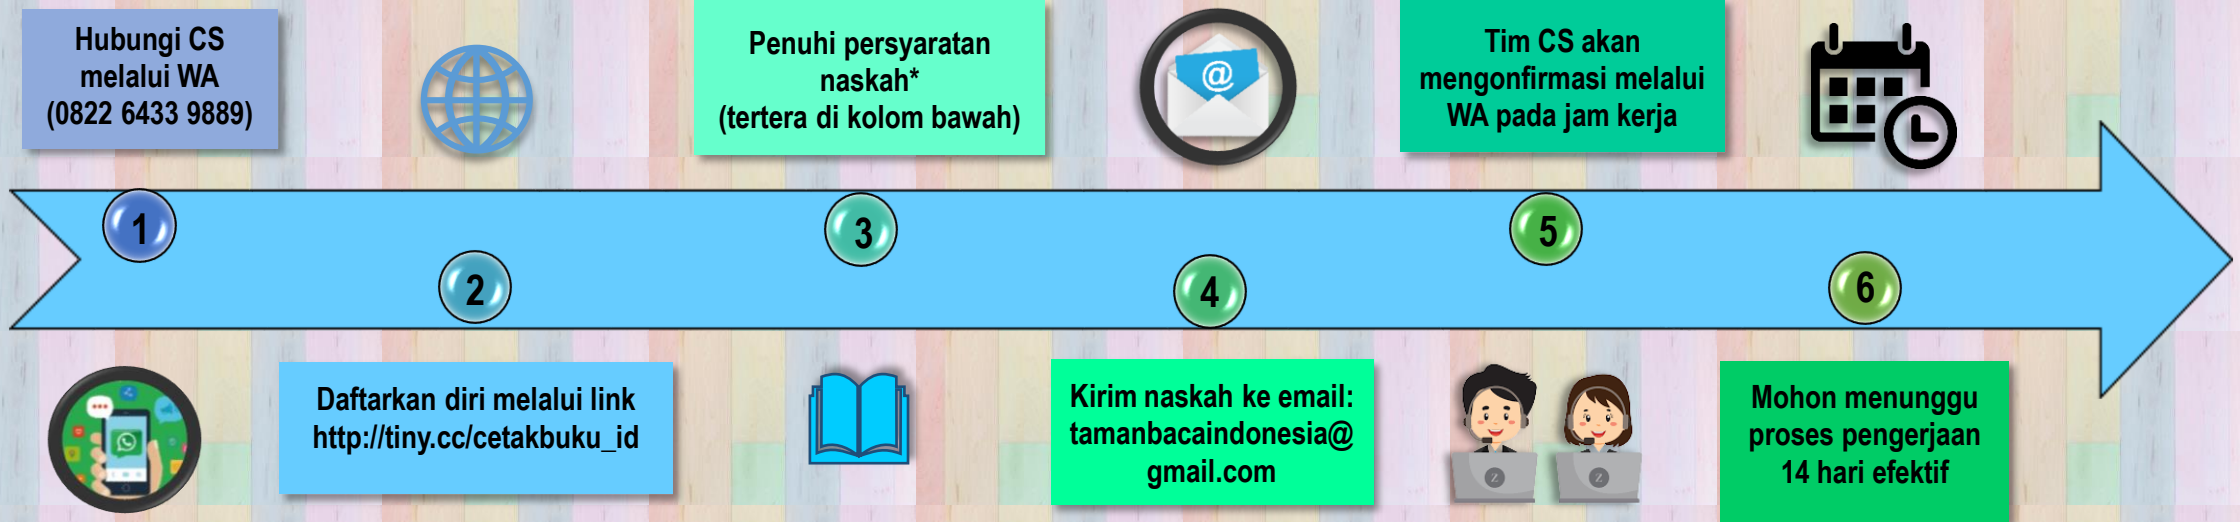 1
Hubungi CS
melalui WA
(0822 6433 9889)
2
Daftarkan diri melalui link
http://tiny.cc/cetakbuku_id
3
Penuhi persyaratan
naskah*
(tertera di kolom bawah)
4
Kirim naskah ke email:
tamanbacaindonesia@
gmail.com
@
5
Tim CS akan
mengonfirmasi melalui
WA pada jam kerja
Z
Z
6
Mohon menunggu
proses pengerjaan
14 hari efektif